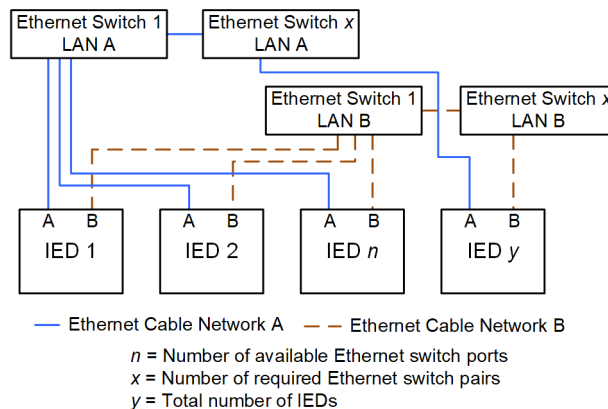 Ethernet Switch 1
LAN A
Ethernet Switch x
LAN A
Ethernet Switch 1
LAN B
Ethernet Switch x
LAN B
A B
IED 1
A B
IED 2
A B
IED n
A B
IED y
Ethernet Cable Network A
Ethernet Cable Network B
n = Number of available Ethernet switch ports
x = Number of required Ethernet switch pairs
y = Total number of IEDs